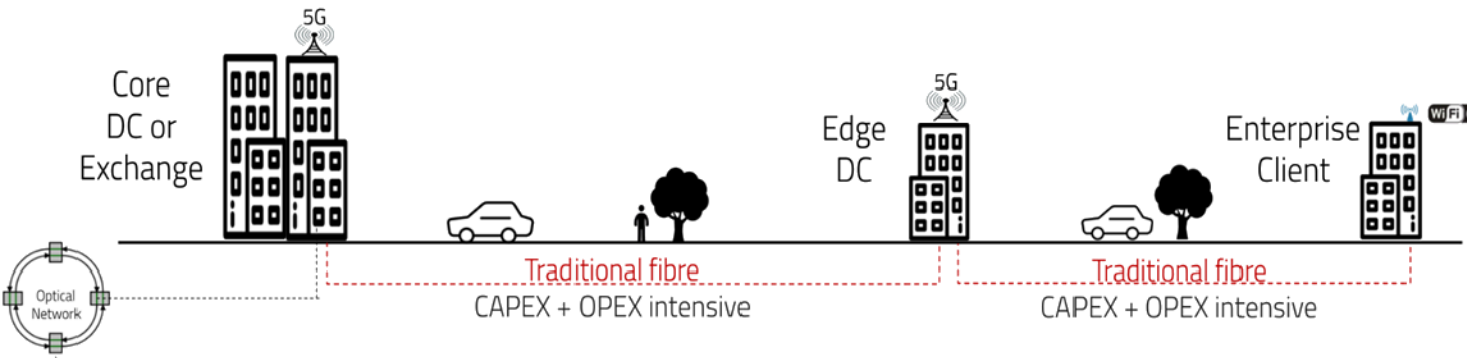 5G
Core
DC or
Exchange
5G
Edge
DC
Enterprise
Client
WiFi
Optical
Network
Traditional fibre
CAPEX + OPEX intensive
Traditional fibre
CAPEX + OPEX intensive